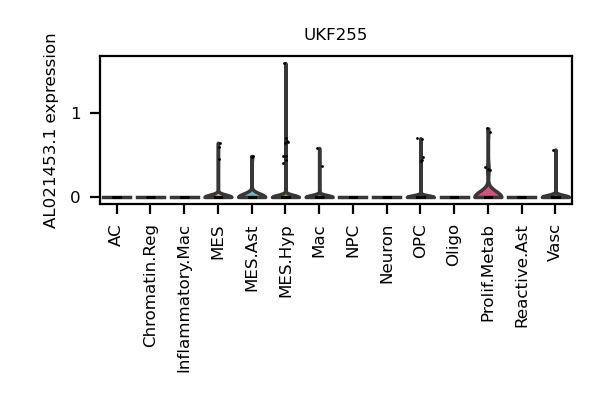 UKF255
AL021453.1 expression
1
0
AC
Chromatin.Reg
Inflammatory.Mac
MES
MES.Ast
MES.Hyp
Mac
NPC
Neuron
OPC
Oligo
Prolif.Metab
Reactive.Ast
Vasc